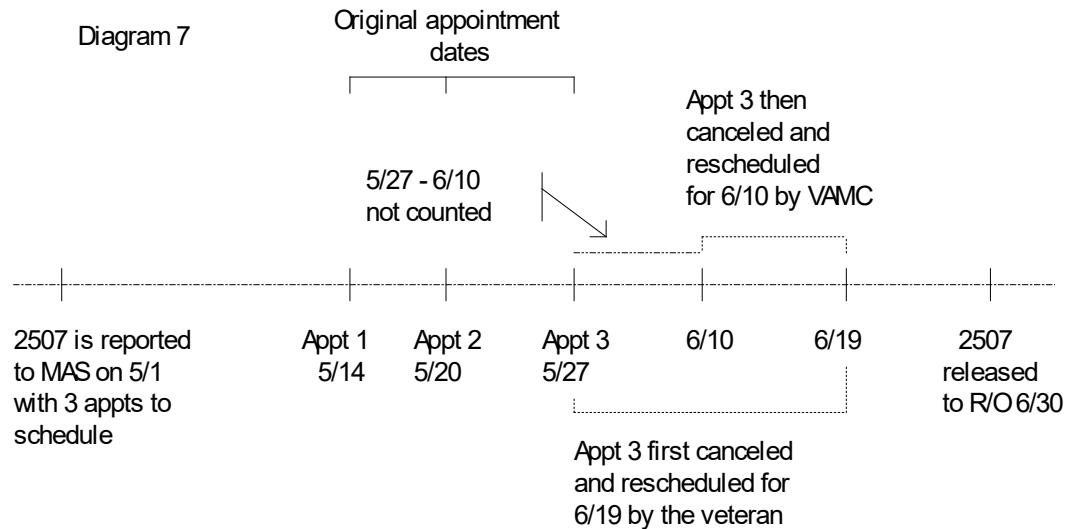 Diagram 7
Original appointment
dates
Appt 3 then
canceled and
rescheduled
for 6/10 by VAMC
5/27 - 6/10
not counted
2507 is reported
to MAS on 5/1
with 3 appts to
schedule
Appt 1
5/14
Appt 2
5/20
Appt 3
5/27
6/10
6/19
2507
released
to R/O 6/30
Appt 3 first canceled
and rescheduled for
6/19 by the veteran